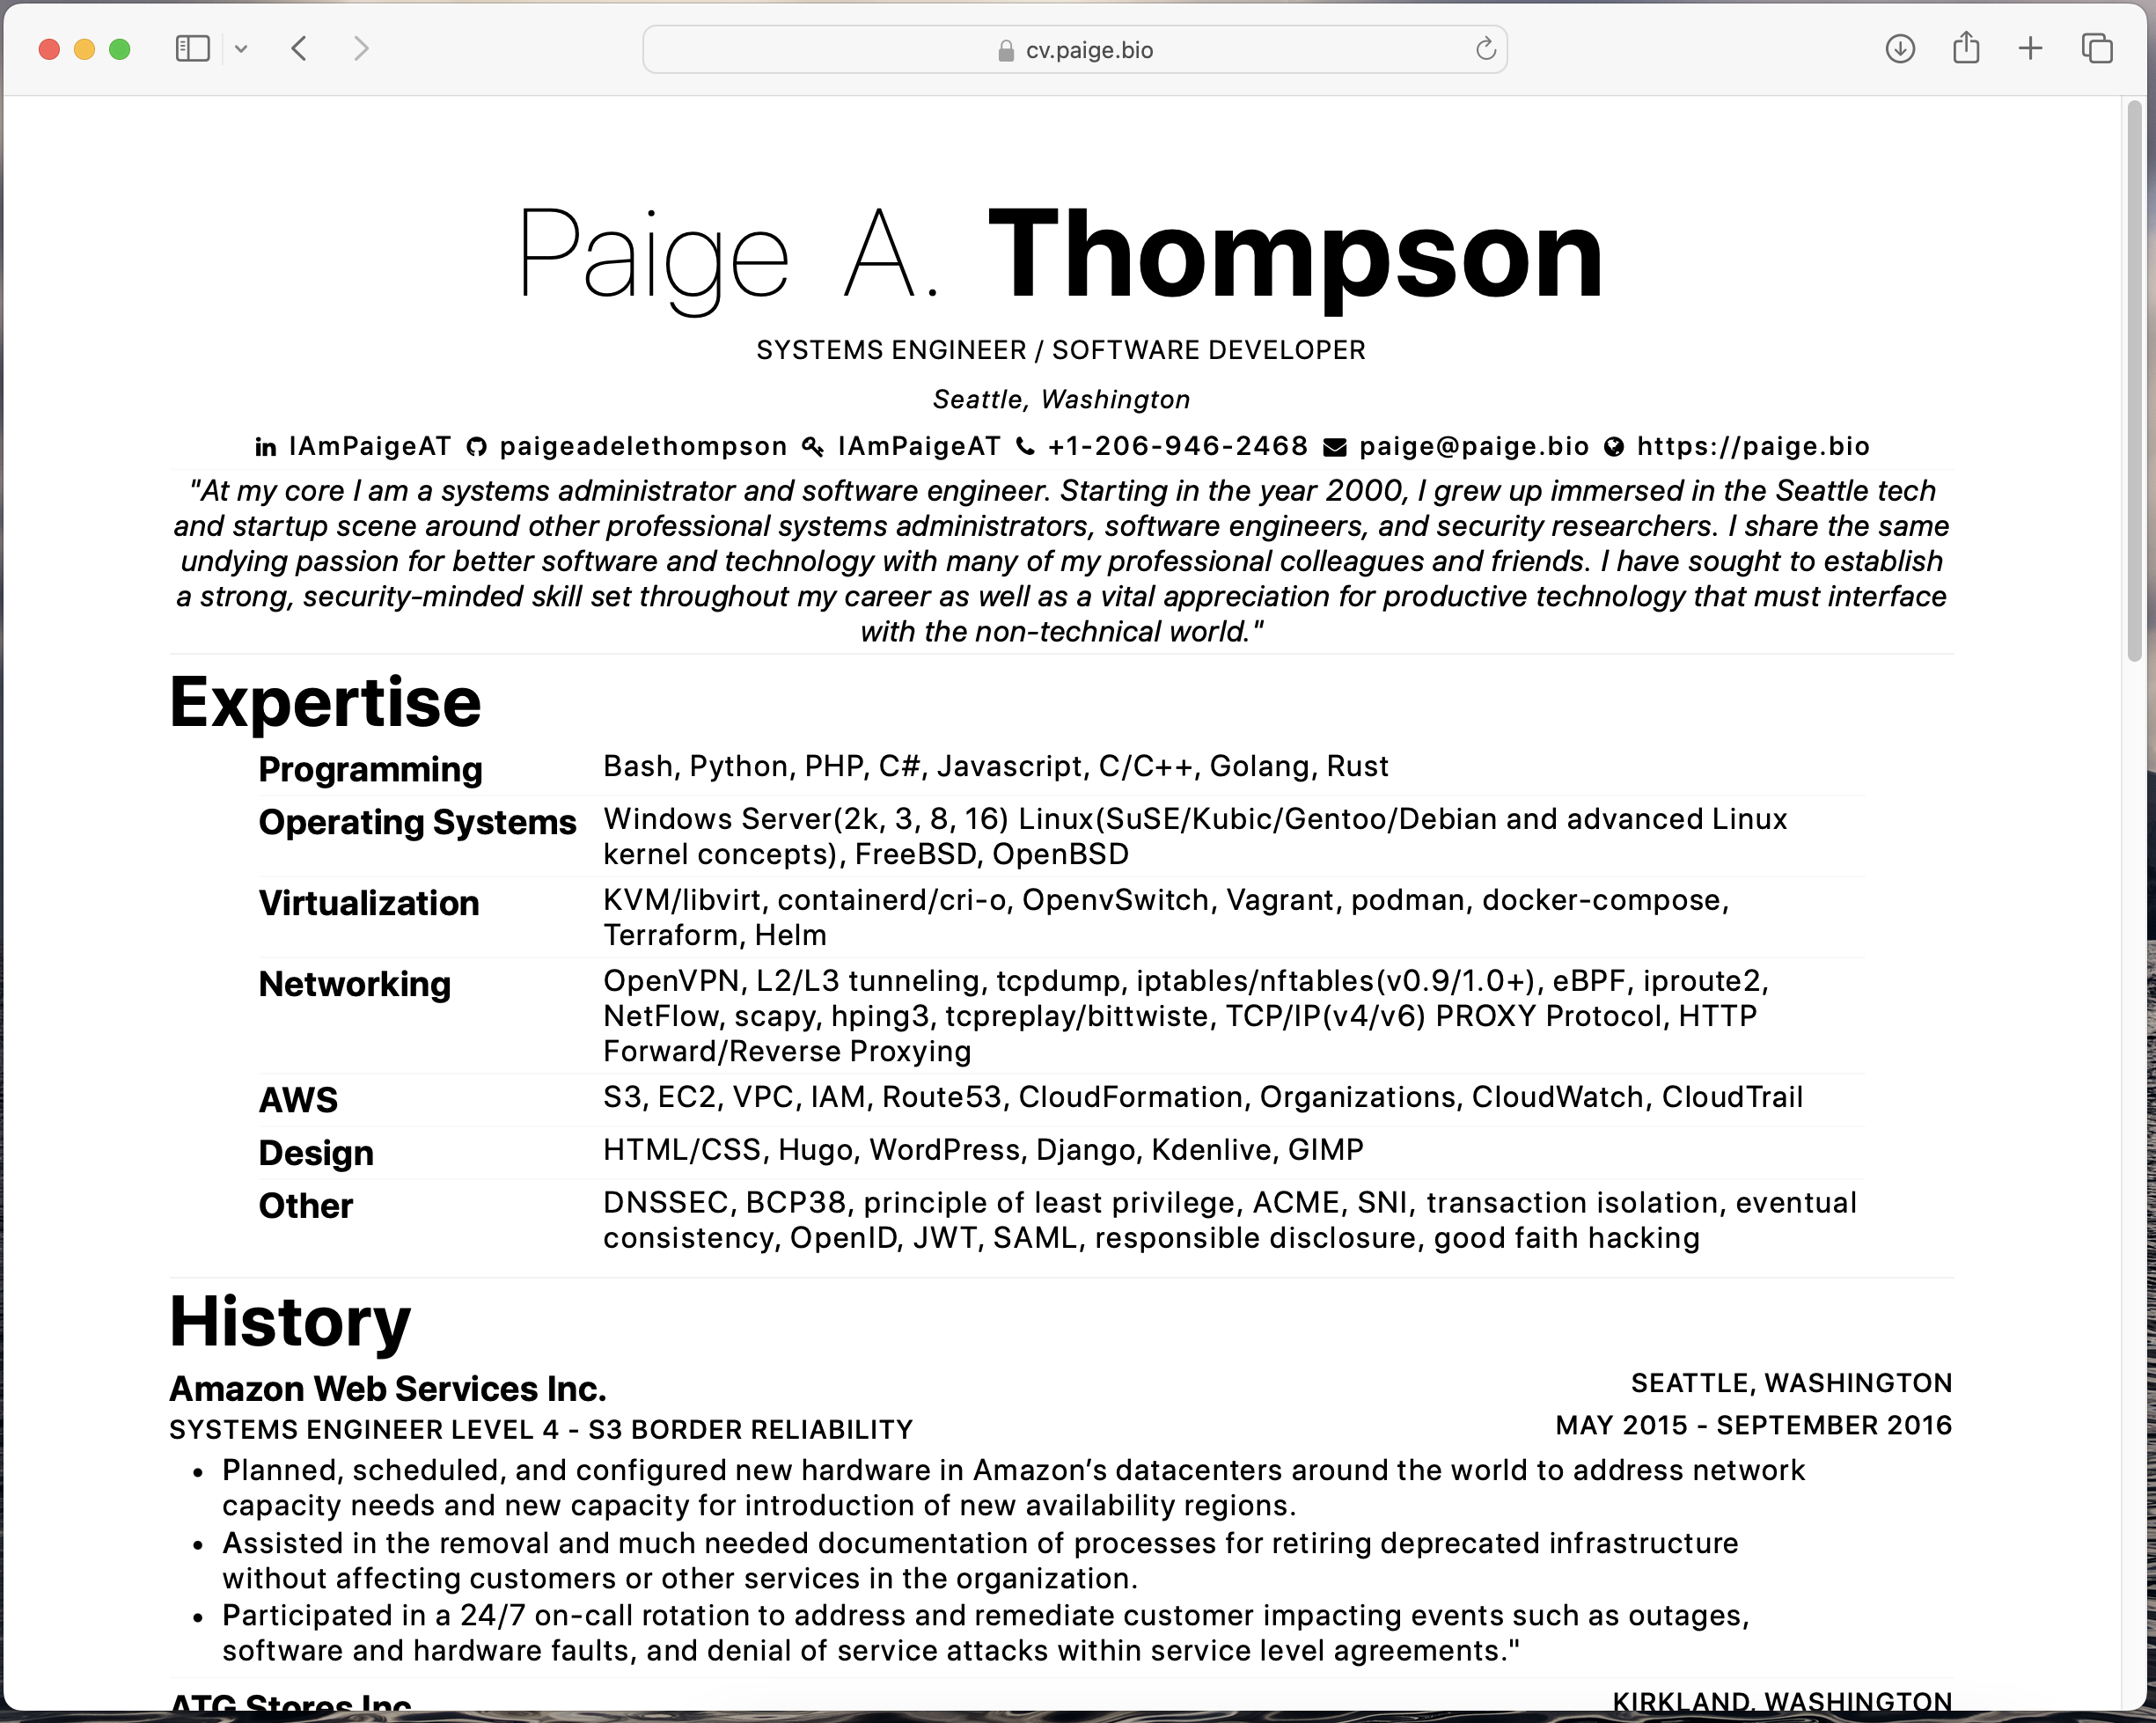 cv.paige.bio
Paige A. Thompson
SYSTEMS ENGINEER / SOFTWARE DEVELOPER
Seattle, Washington
IAmPaigeAT paigeadelethompson IAmPaigeAT +1-206-946-2468 paige@paige.bio https://paige.bio
"At my core I am a systems administrator and software engineer. Starting in the year 2000, I grew up immersed in the Seattle tech
and startup scene around other professional systems administrators, software engineers, and security researchers. I share the same
undying passion for better software and technology with many of my professional colleagues and friends. I have sought to establish
a strong, security-minded skill set throughout my career as well as a vital appreciation for productive technology that must interface
with the non-technical world."
Expertise
Programming Bash, Python, PHP, C#, Javascript, C/C++, Golang, Rust
Operating Systems Windows Server(2k, 3, 8, 16) Linux(SuSE/Kubic/Gentoo/Debian and advanced Linux
kernel concepts), FreeBSD, OpenBSD
Virtualization KVM/libvirt, containerd/cri-o, OpenvSwitch, Vagrant, podman, docker-compose,
Terraform, Helm
Networking OpenVPN, L2/L3 tunneling, tcpdump, iptables/nftables(v0.9/1.0+), eBPF, iproute2,
NetFlow, scapy, hping3, tcpreplay/bittwiste, TCP/IP(v4/v6) PROXY Protocol, HTTP
Forward/Reverse Proxying
AWS S3, EC2, VPC, IAM, Route53, CloudFormation, Organizations, CloudWatch, CloudTrail
Design HTML/CSS, Hugo, WordPress, Django, Kdenlive, GIMP
Other DNSSEC, BCP38, principle of least privilege, ACME, SNI, transaction isolation, eventual
consistency, OpenID, JWT, SAML, responsible disclosure, good faith hacking
History
Amazon Web Services Inc. SEATTLE, WASHINGTON
SYSTEMS ENGINEER LEVEL 4 - S3 BORDER RELIABILITY MAY 2015 - SEPTEMBER 2016
• Planned, scheduled, and configured new hardware in Amazon's datacenters around the world to address network
capacity needs and new capacity for introduction of new availability regions.
• Assisted in the removal and much needed documentation of processes for retiring deprecated infrastructure
without affecting customers or other services in the organization.
• Participated in a 24/7 on-call rotation to address and remediate customer impacting events such as outages,
software and hardware faults, and denial of service attacks within service level agreements."
ATG Stores Inc. KIRKLAND, WASHINGTON